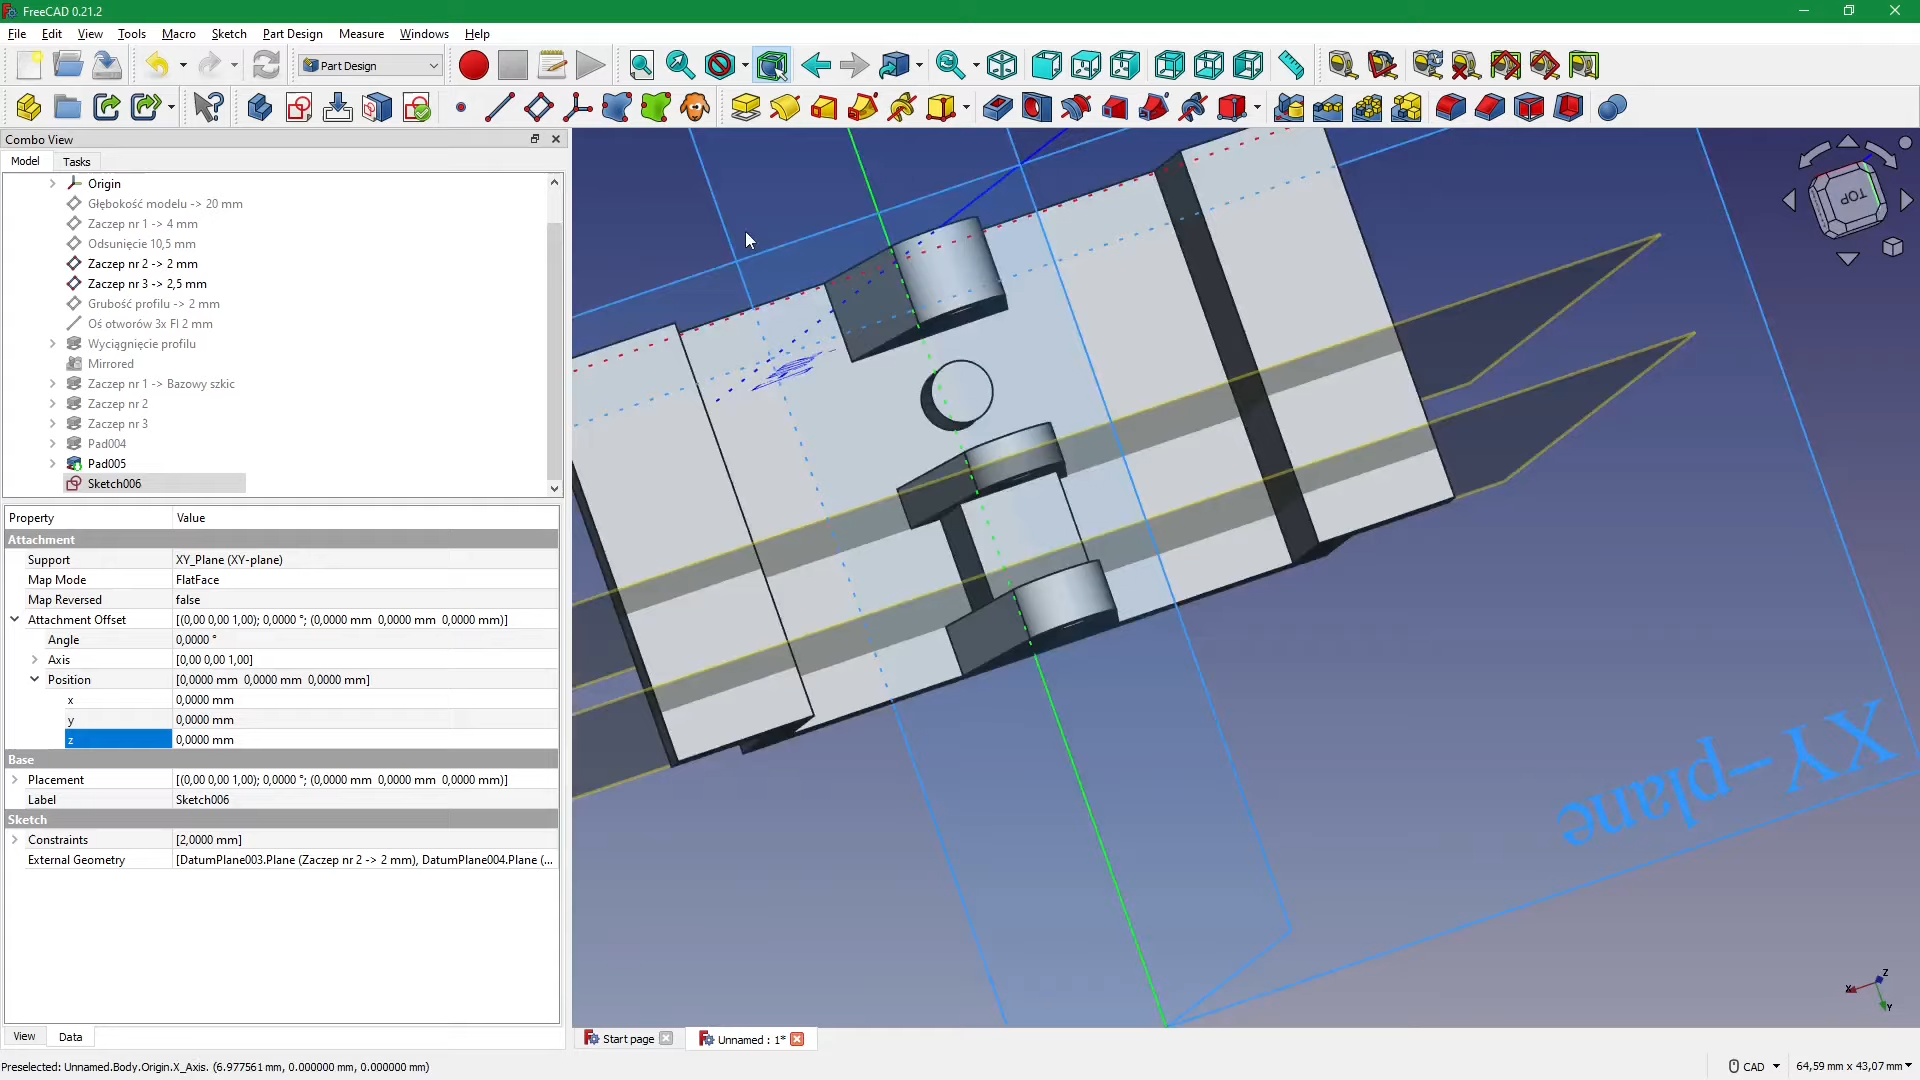 FreeCAD 0.21.2
File Edit View Tools Macro Sketch Part Design Measure Windows Help
Part Design
Combo View
Model Tasks
Origin
Głębokość modelu -> 20 mm
Zaczep nr 1 -> 4 mm
Odsunięcie 10,5 mm
Zaczep nr 2 -> 2 mm
Zaczep nr 3 -> 2,5 mm
Grubość profilu -> 2 mm
Oś otworów 3x FI 2 mm
Wyciągnięcie profilu
Mirrored
Zaczep nr 1 -> Bazowy szkic
Zaczep nr 2
Zaczep nr 3
Pad004
Pad005
Sketch006
Property Value
Attachment
Support XY_Plane (XY-plane)
Map Mode FlatFace
Map Reversed false
Attachment Offset [(0,00 0,00 1,00); 0,0000 °; (0,0000 mm 0,0000 mm 0,0000 mm)]
Angle 0,0000 °
Axis [0,00 0,00 1,00]
Position [0,0000 mm 0,0000 mm 0,0000 mm]
x 0,0000 mm
y 0,0000 mm
z 0,0000 mm
Base
Placement [(0,00 0,00 1,00); 0,0000 °; (0,0000 mm 0,0000 mm 0,0000 mm)]
Label Sketch006
Sketch
Constraints [2,0000 mm]
External Geometry [DatumPlane003.Plane (Zaczep nr 2 -> 2 mm), DatumPlane004.Plane (...
View Data
TOP
XY-plane
X
Y
Z
Start page
Unnamed : 1*
Preselected: Unnamed.Body.Origin.X_Axis. (6.977561 mm, 0.000000 mm, 0.000000 mm)
CAD
64,59 mm x 43,07 mm